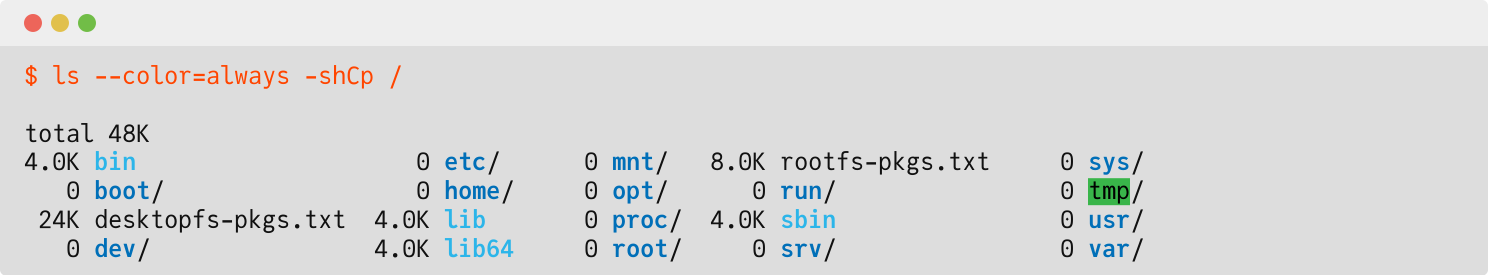 $ ls --color=always -shCp /
total 48K
4.0K bin                    0 etc/      0 mnt/   8.0K rootfs-pkgs.txt     0 sys/
   0 boot/                  0 home/     0 opt/      0 run/                0 tmp/
 24K desktopfs-pkgs.txt  4.0K lib       0 proc/  4.0K sbin                0 usr/
   0 dev/                4.0K lib64     0 root/     0 srv/                0 var/